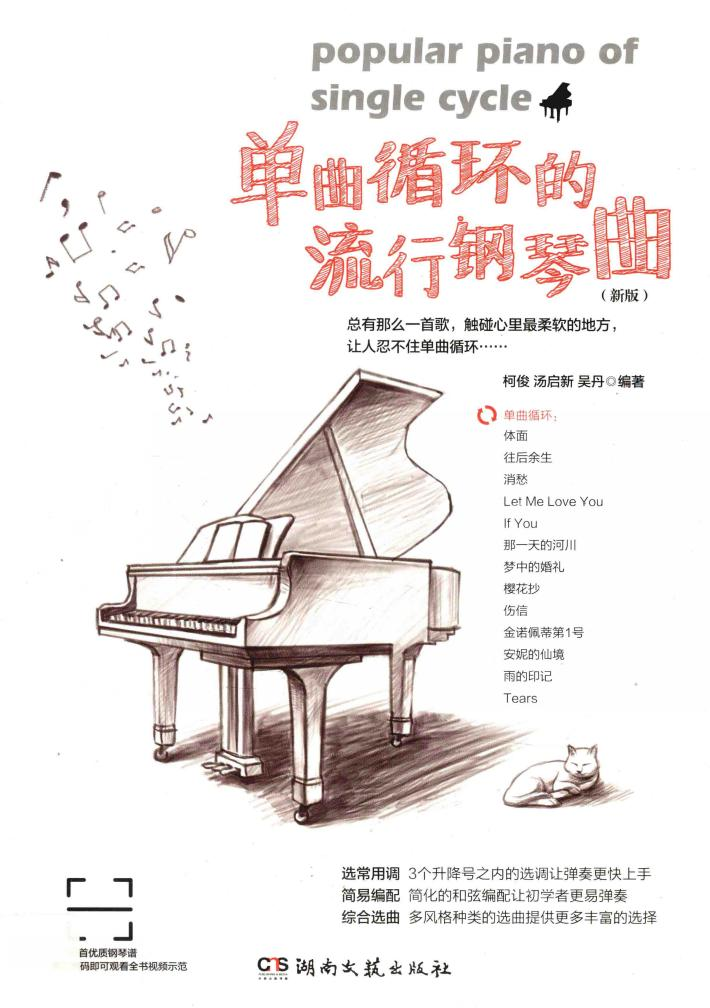 popular piano of
single cycle
单曲循环的
流行钢琴曲
（新版）
总有那么一首歌，触碰心里最柔软的地方，
让人忍不住单曲循环……
柯俊 汤启新 吴丹◎编著
单曲循环：
体面
往后余生
消愁
Let Me Love You
If You
那一天的河川
梦中的婚礼
樱花抄
伤信
金诺佩蒂第1号
安妮的仙境
雨的印记
Tears
选常用调 3个升降号之内的选调让弹奏更快上手
简易编配 简化的和弦编配让初学者更易弹奏
综合选曲 多风格种类的选曲提供更多丰富的选择
首优质钢琴谱
码即可观看全书视频示范
湖南文艺出版社